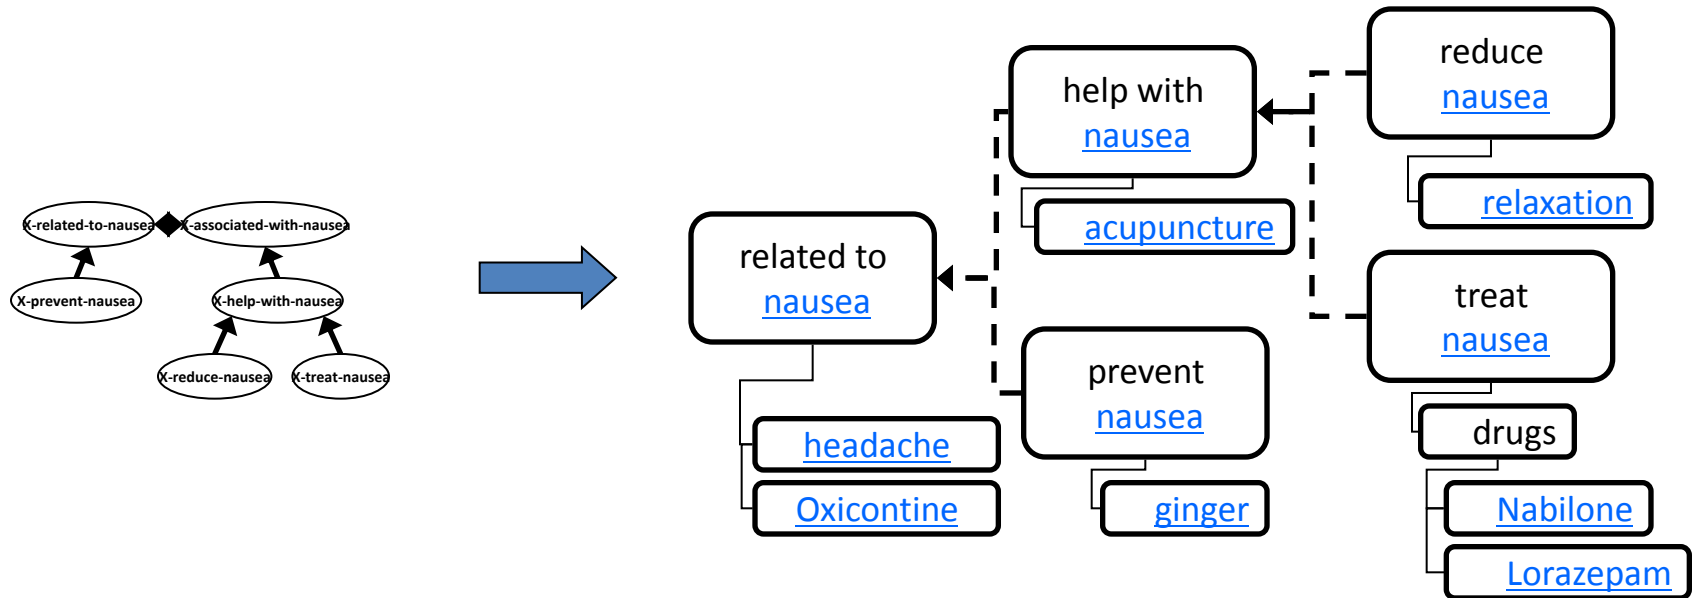 X-related-to-nausea
X-associated-with-nausea
X-prevent-nausea
X-help-with-nausea
X-reduce-nausea
X-treat-nausea
related to
nausea
headache
Oxicontine
help with
nausea
acupuncture
prevent
nausea
ginger
reduce
nausea
relaxation
treat
nausea
drugs
Nabilone
Lorazepam